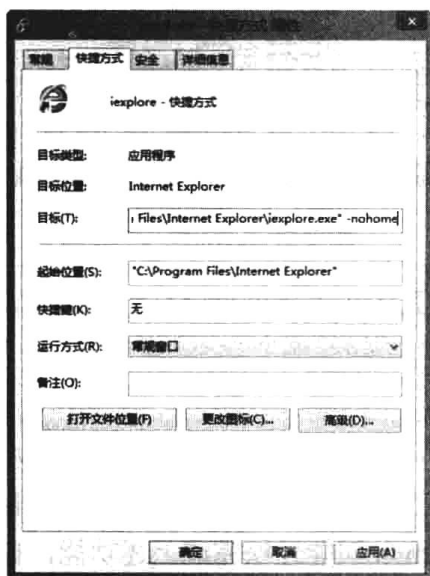 常规 快捷方式 安全 详细信息
iexplore - 快捷方式
目标类型: 应用程序
目标位置: Internet Explorer
目标(T): Files\Internet Explorer\iexplore.exe" -nohome
起始位置(S): "C:\Program Files\Internet Explorer"
快捷键(K): 无
运行方式(R): 常规窗口
备注(O):
打开文件位置(F) 更改图标(C)... 高级(D)...
确定 取消 应用(A)